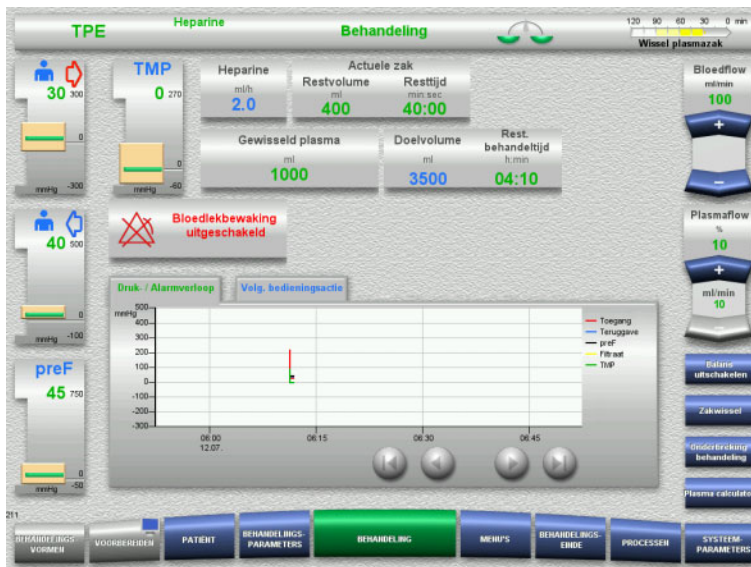 TPE
Heparine
Behandeling
120 90 60 30 0 min
Wissel plasmazak
30 300
0
mmHg -300
TMP
0 270
0
mmHg -60
Heparine
ml/h
2.0
Actuele zak
Restvolume Resttijd
ml min:sec
400 40:00
Bloedflow
ml/min
100
+
−
Gewisseld plasma
ml
1000
Doelvolume
ml
3500
Rest.
behandeltijd
h:min
04:10
40 500
0
mmHg -100
Bloedlekbewaking
uitgeschakeld
Plasmaflow
%
10
+
ml/min
10
−
Druk- / Alarmverloop
Volg. bedieningsactie
mmHg
500
400
300
200
100
0
-100
-200
-300
06:00 06:15 06:30 06:45
12.07.
Toegang
Teruggave
preF
Filtraat
TMP
preF
45 750
0
mmHg -50
Balans
uitschakelen
Zakwissel
Onderbreking
behandeling
Plasma calculato
211
BEHANDELINGS-
VORMEN
VOORBEREIDEN
PATIËNT
BEHANDELINGS-
PARAMETERS
BEHANDELING
MENU'S
BEHANDELINGS-
EINDE
PROCESSEN
SYSTEEM-
PARAMETERS